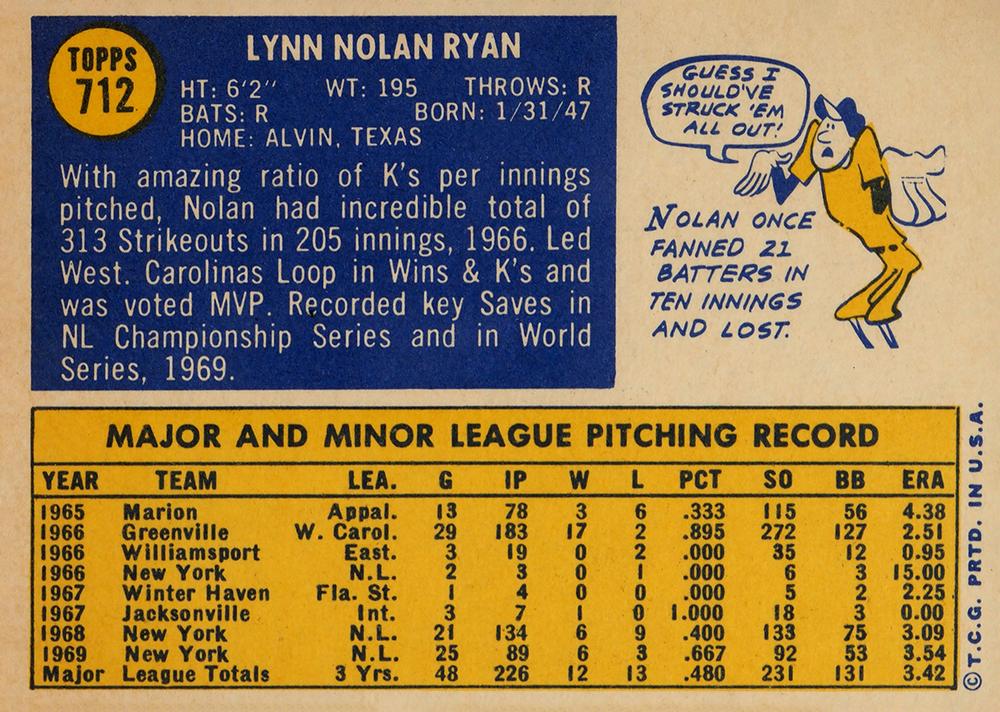 TOPPS
712
LYNN NOLAN RYAN
HT: 6'2" WT: 195 THROWS: R
BATS: R BORN: 1/31/47
HOME: ALVIN, TEXAS
With amazing ratio of K's per innings
pitched, Nolan had incredible total of
313 Strikeouts in 205 innings, 1966. Led
West. Carolinas Loop in Wins & K's and
was voted MVP. Recorded key Saves in
NL Championship Series and in World
Series, 1969.
GUESS I
SHOULD'VE
STRUCK 'EM
ALL OUT!
NOLAN ONCE
FANNED 21
BATTERS IN
TEN INNINGS
AND LOST.
MAJOR AND MINOR LEAGUE PITCHING RECORD
YEAR TEAM LEA. G IP W L PCT SO BB ERA
1965 Marion Appal. 13 78 3 6 .333 115 56 4.38
1966 Greenville W. Carol. 29 183 17 2 .895 272 127 2.51
1966 Williamsport East. 3 19 0 2 .000 35 12 0.95
1966 New York N.L. 2 3 0 1 .000 6 3 15.00
1967 Winter Haven Fla. St. 1 4 0 0 .000 5 2 2.25
1967 Jacksonville Int. 3 7 1 0 1.000 18 3 0.00
1968 New York N.L. 21 134 6 9 .400 133 75 3.09
1969 New York N.L. 25 89 6 3 .667 92 53 3.54
Major League Totals 3 Yrs. 48 226 12 13 .480 231 131 3.42
©T.C.G. PRTD. IN U.S.A.